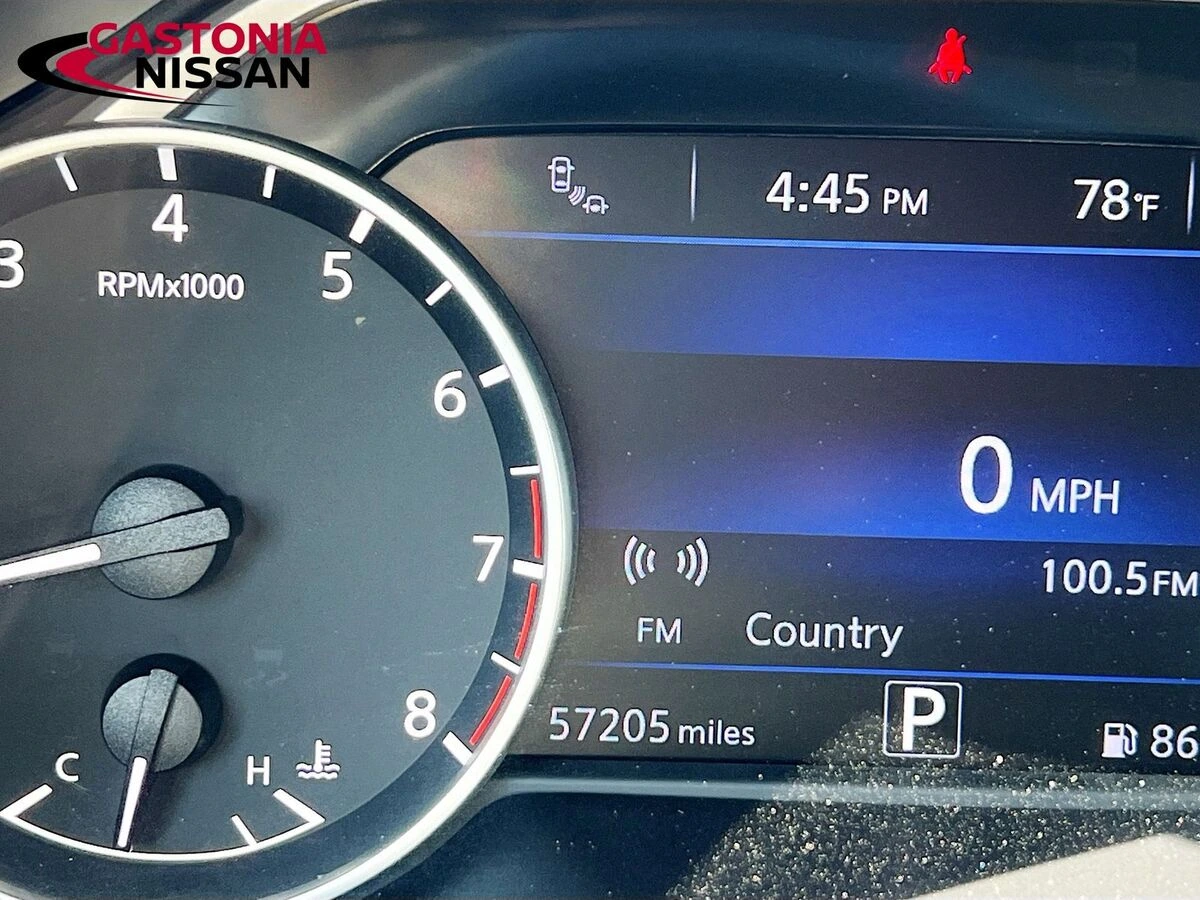 GASTONIA
NISSAN
4:45 PM
78°F
3
4
5
6
7
8
RPMx1000
0 MPH
100.5FM
FM
Country
57205 miles
P
86
C
H